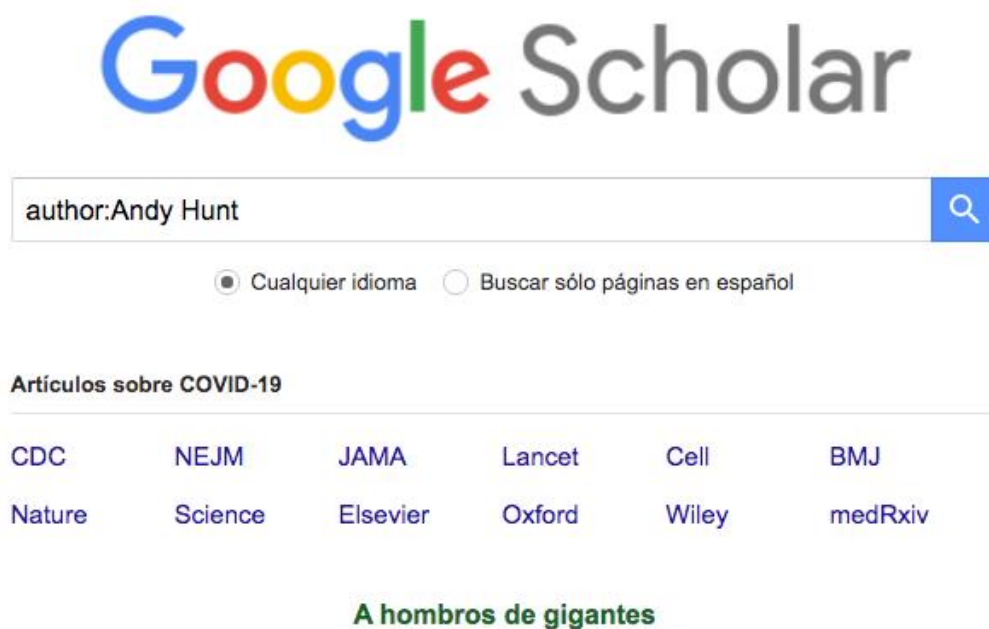 Google Scholar
author:Andy Hunt
Cualquier idioma Buscar sólo páginas en español
Artículos sobre COVID-19
CDC NEJM JAMA Lancet Cell BMJ
Nature Science Elsevier Oxford Wiley medRxiv
A hombros de gigantes